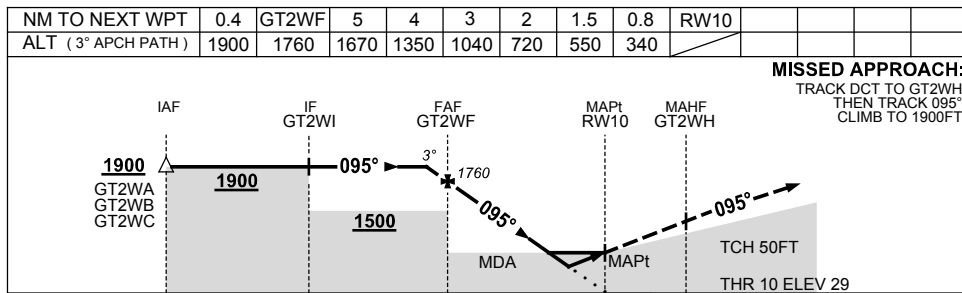 NM TO NEXT WPT 0.4 GT2WF 5 4 3 2 1.5 0.8 RW10
ALT ( 3° APCH PATH ) 1900 1760 1670 1350 1040 720 550 340
MISSED APPROACH:
TRACK DCT TO GT2WH
THEN TRACK 095°
CLIMB TO 1900FT
IAF IF FAF MAPt MAHF
GT2WI GT2WF RW10 GT2WH
1900 095° 3° 1760
GT2WA 1900
GT2WB
GT2WC 1500 095° 095°
MDA MAPt TCH 50FT
THR 10 ELEV 29